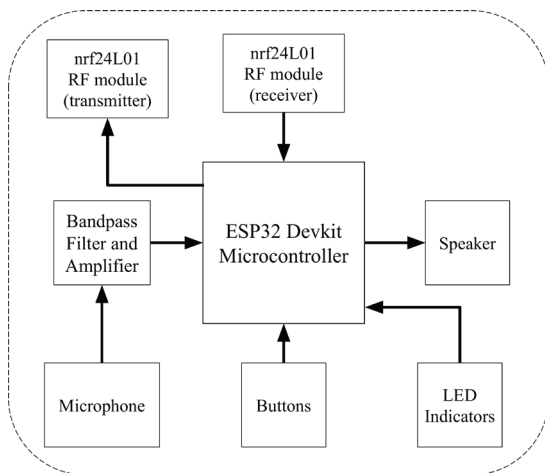 nrf24L01
RF module
(transmitter)
nrf24L01
RF module
(receiver)
Bandpass
Filter and
Amplifier
ESP32 Devkit
Microcontroller
Speaker
Microphone
Buttons
LED
Indicators